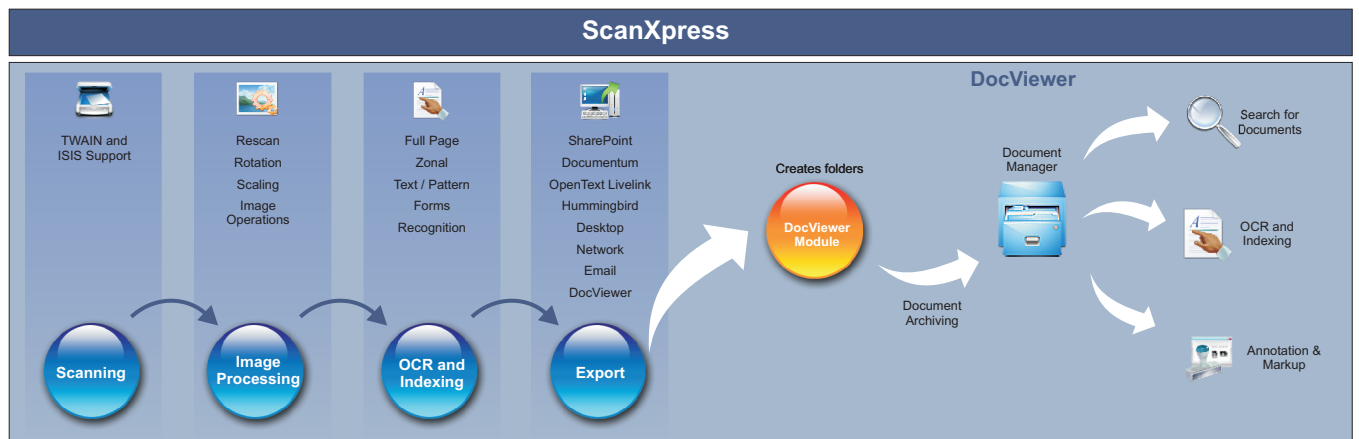 ScanXpress
TWAIN and
ISIS Support
Scanning
Rescan
Rotation
Scaling
Image
Operations
Image
Processing
Full Page
Zonal
Text / Pattern
Forms
Recognition
OCR and
Indexing
SharePoint
Documentum
OpenText Livelink
Hummingbird
Desktop
Network
Email
DocViewer
Export
DocViewer
Creates folders
DocViewer
Module
Document
Archiving
Document
Manager
Search for
Documents
OCR and
Indexing
Annotation &
Markup